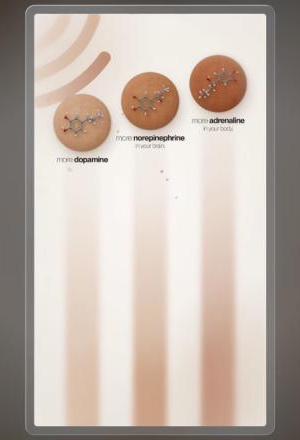 more dopamine
more norepinephrine
in your brain.
more adrenaline
in your body.